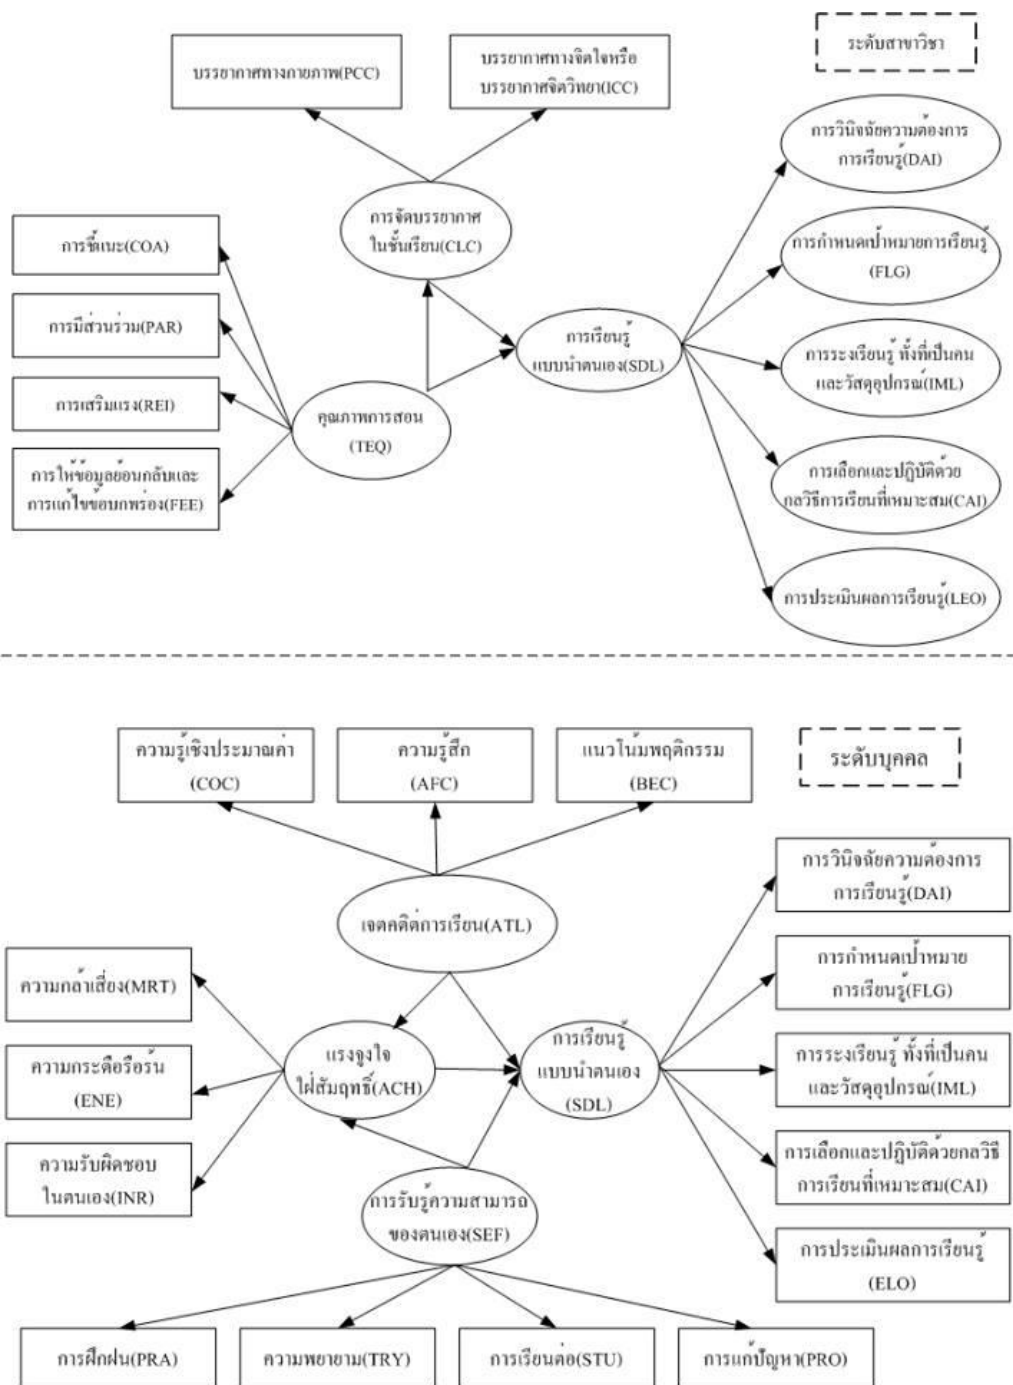 ระดับสาขาวิชา
บรรยากาศทางกายภาพ(PCC)
บรรยากาศทางจิตใจหรือ
บรรยากาศจิตวิทยา(ICC)
การวินิจฉัยความต้องการ
การเรียนรู้(DAI)
การจัดบรรยากาศ
ในชั้นเรียน(CLC)
การชี้แนะ(COA)
การกำหนดเป้าหมายการเรียนรู้
(FLG)
การมีส่วนร่วม(PAR)
การเรียนรู้
แบบนำตนเอง(SDL)
การระงเรียนรู้ ทั้งที่เป็นคน
และวัสดุอุปกรณ์(IML)
การเสริมแรง(REI)
คุณภาพการสอน
(TEQ)
การให้ข้อมูลย้อนกลับและ
การแก้ไขข้อบกพร่อง(FEE)
การเลือกและปฏิบัติด้วย
กลวิธีการเรียนที่เหมาะสม(CAI)
การประเมินผลการเรียนรู้(LEO)
ความรู้เชิงประมาณค่า
(COC)
ความรู้สึก
(AFC)
แนวโน้มพฤติกรรม
(BEC)
ระดับบุคคล
การวินิจฉัยความต้องการ
การเรียนรู้(DAI)
เจตคติต่การเรียน(ATL)
ความกล้าเสี่ยง(MRT)
การกำหนดเป้าหมาย
การเรียนรู้(FLG)
แรงจูงใจ
ใฝ่สัมฤทธิ์(ACH)
การเรียนรู้
แบบนำตนเอง
(SDL)
ความกระตือรือร้น
(ENE)
การระงเรียนรู้ ทั้งที่เป็นคน
และวัสดุอุปกรณ์(IML)
ความรับผิดชอบ
ในตนเอง(INR)
การเลือกและปฏิบัติด้วยกลวิธี
การเรียนที่เหมาะสม(CAI)
การรับรู้ความสามารถ
ของตนเอง(SEF)
การประเมินผลการเรียนรู้
(ELO)
การฝึกฝน(PRA)
ความพยายาม(TRY)
การเรียนต่อ(STU)
การแก้ปัญหา(PRO)